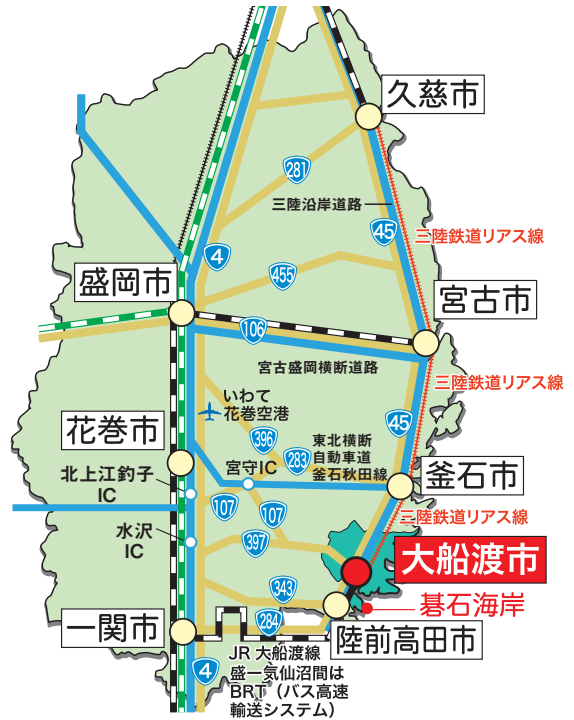 久慈市
281
三陸沿岸道路
45
三陸鉄道リアス線
4
455
盛岡市
宮古市
106
宮古盛岡横断道路
三陸鉄道リアス線
いわて
花巻空港
45
花巻市
396
東北横断
自動車道
釜石秋田線
283
宮守IC
釜石市
北上江釣子
IC
107
107
三陸鉄道リアス線
水沢
IC
397
大船渡市
343
碁石海岸
284
一関市
陸前高田市
JR大船渡線
盛ー気仙沼間は
BRT（バス高速
輸送システム）
4